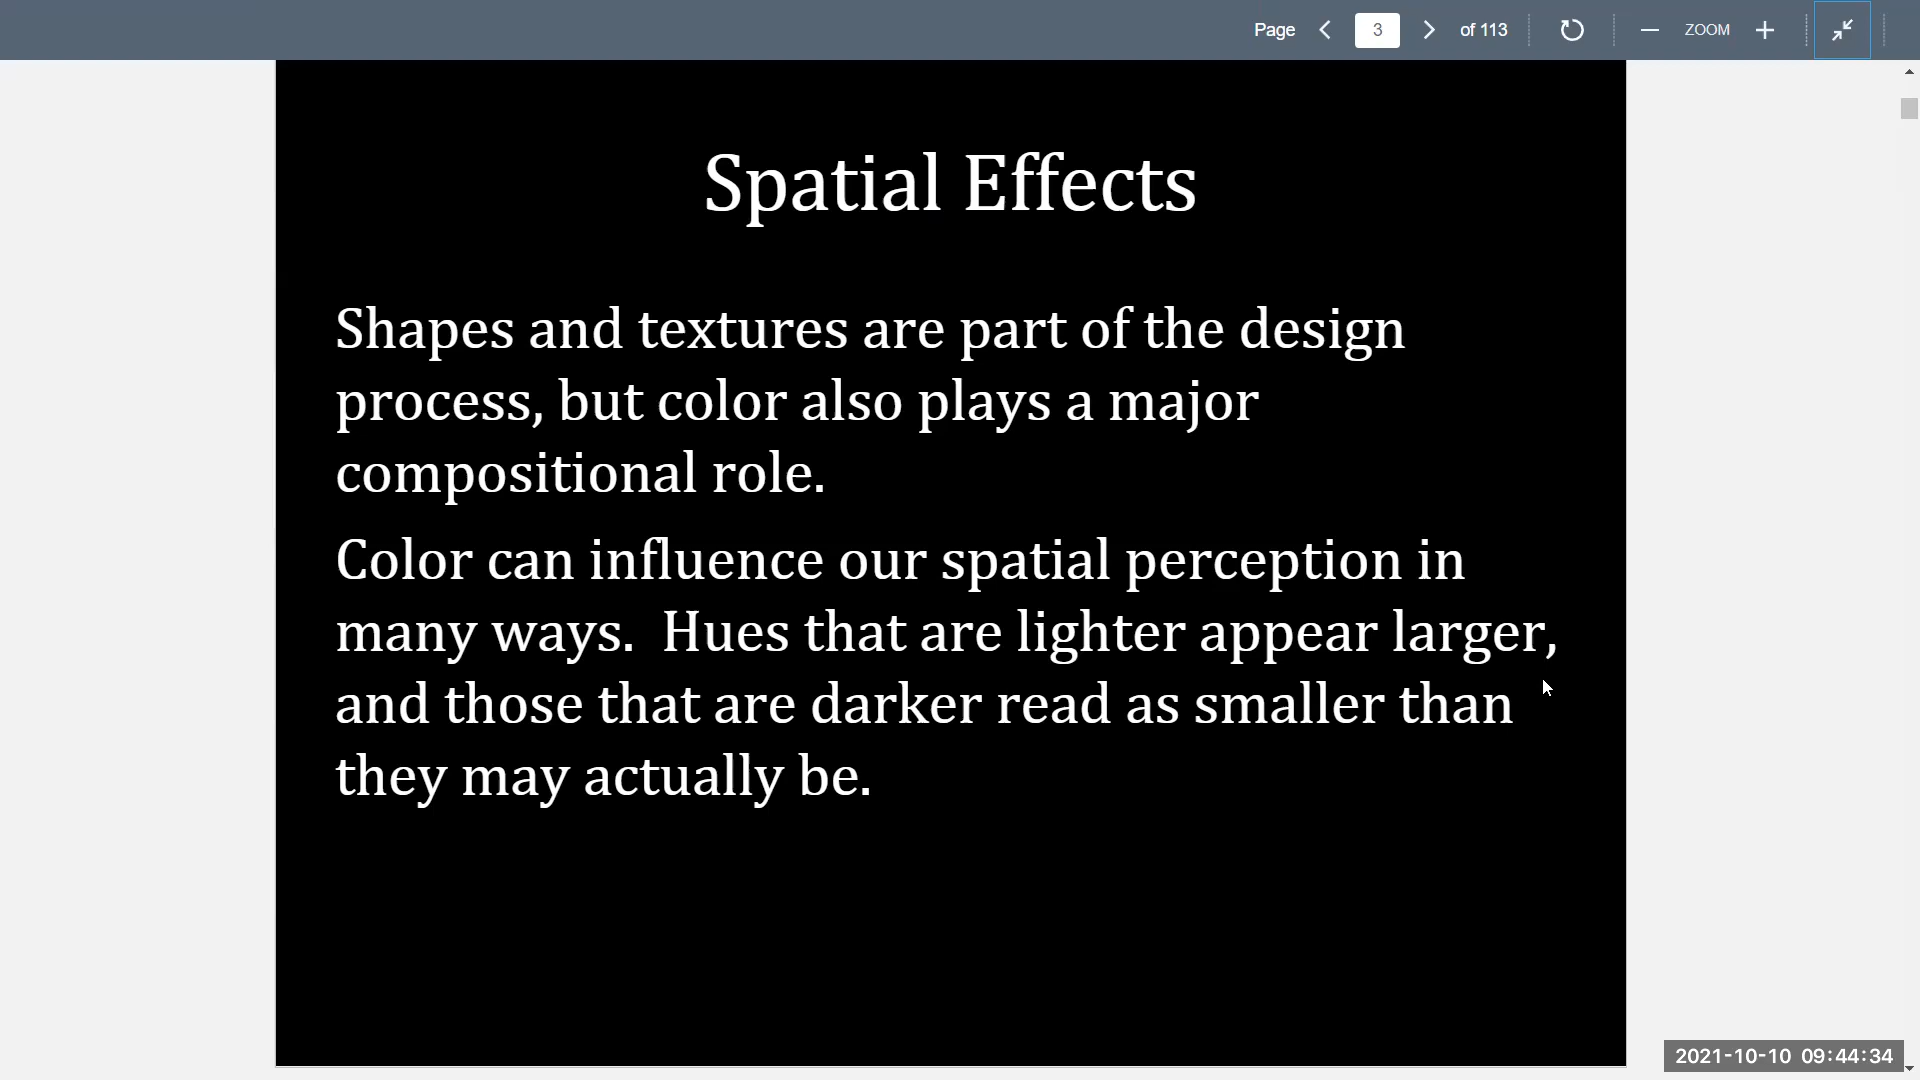 Page 3 of 113 ZOOM
Spatial Effects
Shapes and textures are part of the design
process, but color also plays a major
compositional role.
Color can influence our spatial perception in
many ways.  Hues that are lighter appear larger,
and those that are darker read as smaller than
they may actually be.
2021-10-10 09:44:34